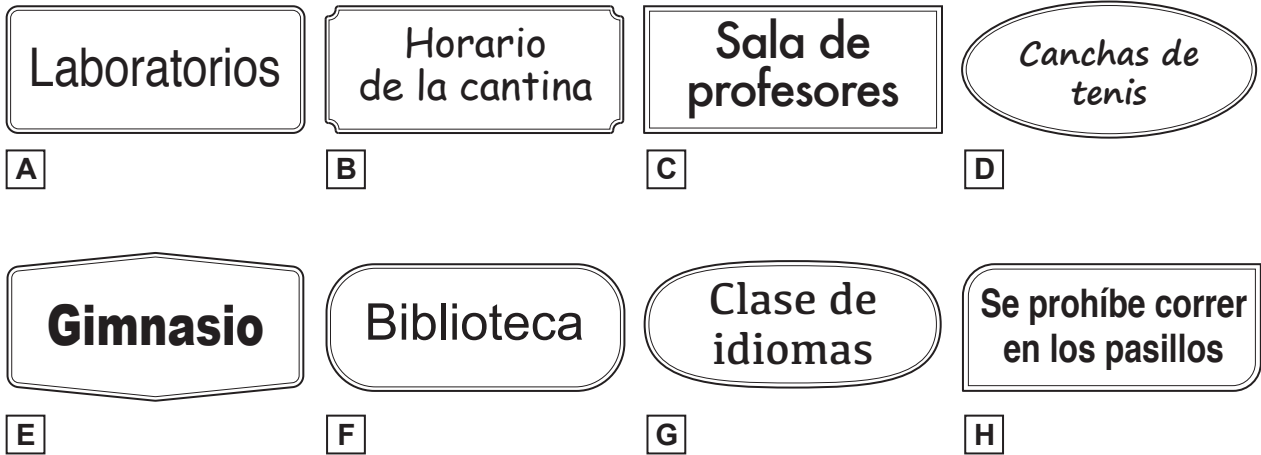 Laboratorios
Horario
de la cantina
Sala de
profesores
Canchas de
tenis
A
B
C
D
Gimnasio
Biblioteca
Clase de
idiomas
Se prohíbe correr
en los pasillos
E
F
G
H